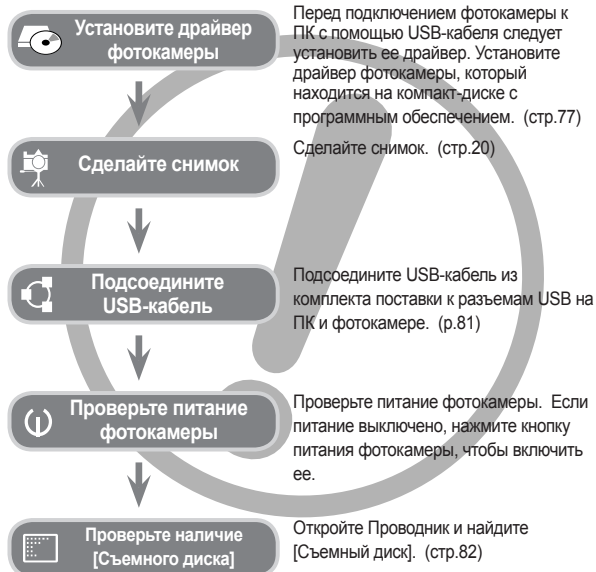 Установите драйвер
фотокамеры
Перед подключением фотокамеры к
ПК с помощью USB-кабеля следует
установить ее драйвер. Установите
драйвер фотокамеры, который
находится на компакт-диске с
программным обеспечением. (стр.77)
Сделайте снимок
Сделайте снимок. (стр.20)
Подсоедините
USB-кабель
Подсоедините USB-кабель из
комплекта поставки к разъемам USB на
ПК и фотокамере. (p.81)
Проверьте питание
фотокамеры
Проверьте питание фотокамеры. Если
питание выключено, нажмите кнопку
питания фотокамеры, чтобы включить
ее.
Проверьте наличие
[Съемного диска]
Откройте Проводник и найдите
[Съемный диск]. (стр.82)